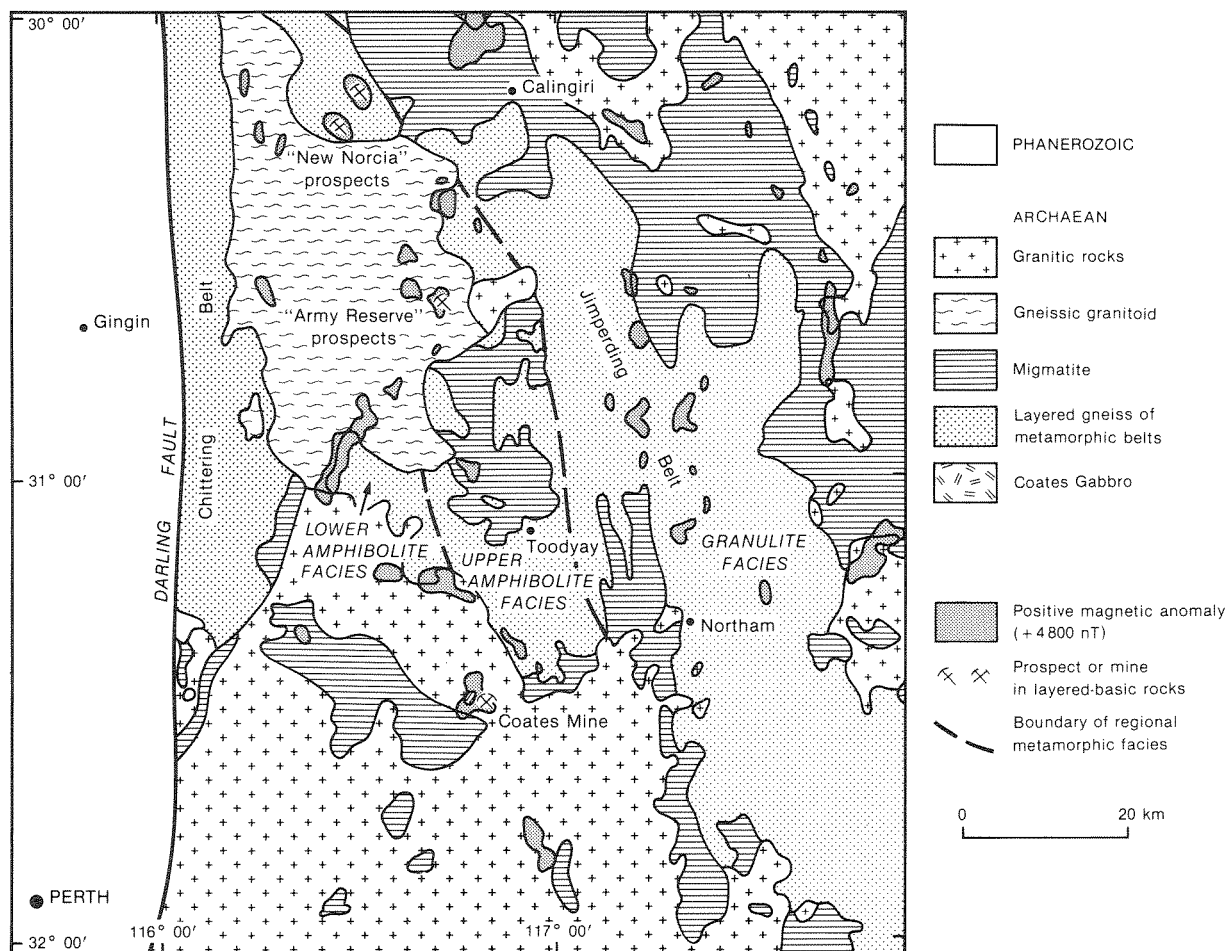 30° 00'
Calingiri
"New Norcia"
prospects
Belt
Gingin
"Army Reserve"
prospects
Jimperding
FAULT
31° 00'
Chittering
Belt
LOWER
AMPHIBOLITE
FACIES
Toodyay
UPPER
AMPHIBOLITE
FACIES
GRANULITE
FACIES
DARLING
Northam
Coates Mine
PERTH
116° 00'
117° 00'
32° 00'
PHANEROZOIC
ARCHAEAN
Granitic rocks
Gneissic granitoid
Migmatite
Layered gneiss of
metamorphic belts
Coates Gabbro
Positive magnetic anomaly
(+4800 nT)
Prospect or mine
in layered-basic rocks
Boundary of regional
metamorphic facies
0 20 km